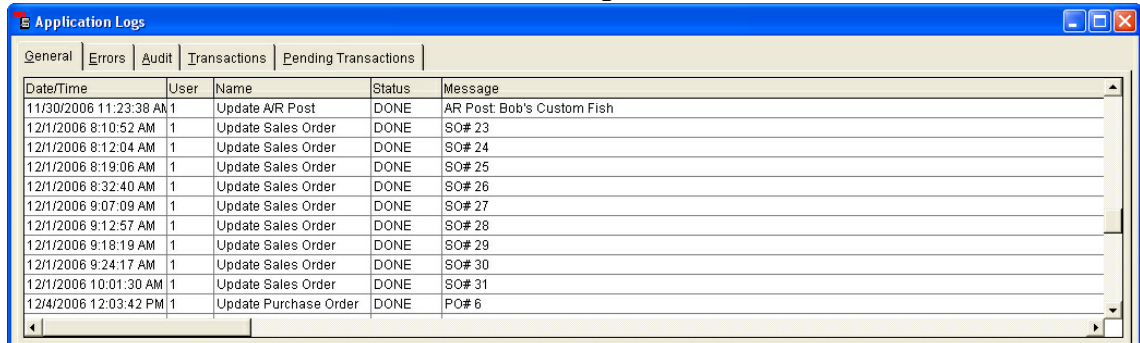 Application Logs
General Errors Audit Transactions Pending Transactions
Date/Time User Name Status Message
11/30/2006 11:23:38 AM 1 Update A/R Post DONE AR Post: Bob's Custom Fish
12/1/2006 8:10:52 AM 1 Update Sales Order DONE SO# 23
12/1/2006 8:12:04 AM 1 Update Sales Order DONE SO# 24
12/1/2006 8:19:06 AM 1 Update Sales Order DONE SO# 25
12/1/2006 8:32:40 AM 1 Update Sales Order DONE SO# 26
12/1/2006 9:07:09 AM 1 Update Sales Order DONE SO# 27
12/1/2006 9:12:57 AM 1 Update Sales Order DONE SO# 28
12/1/2006 9:18:19 AM 1 Update Sales Order DONE SO# 29
12/1/2006 9:24:17 AM 1 Update Sales Order DONE SO# 30
12/1/2006 10:01:30 AM 1 Update Sales Order DONE SO# 31
12/4/2006 12:03:42 PM 1 Update Purchase Order DONE PO# 6